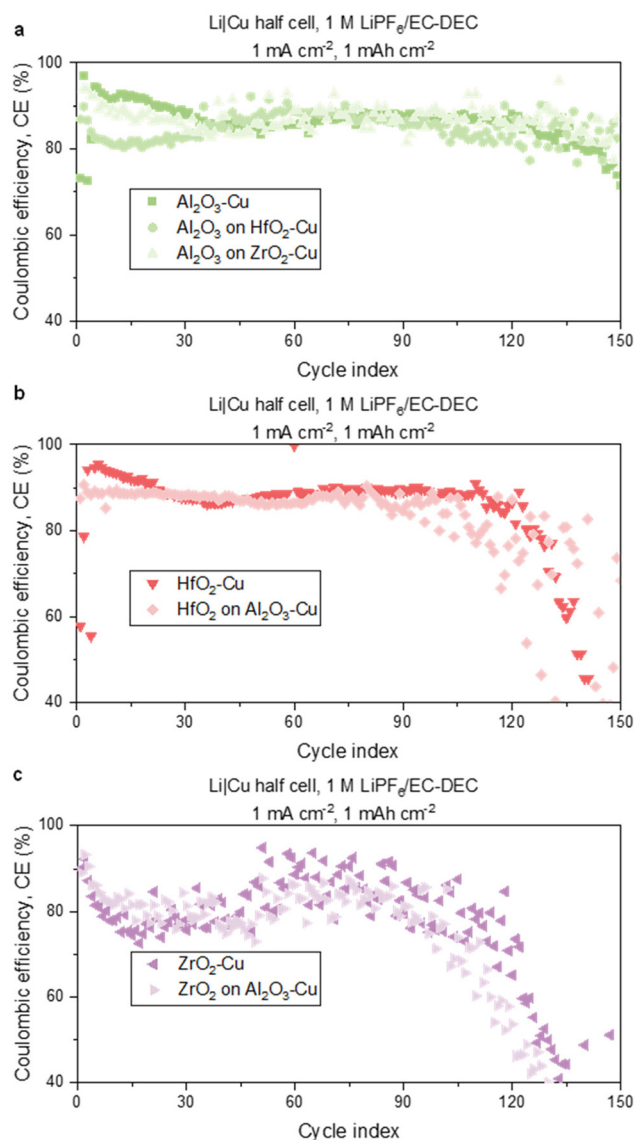 a
Li|Cu half cell, 1 M LiPF₆/EC-DEC
1 mA cm⁻², 1 mAh cm⁻²
Coulombic efficiency, CE (%)
100
80
60
40
Al₂O₃-Cu
Al₂O₃ on HfO₂-Cu
Al₂O₃ on ZrO₂-Cu
0 30 60 90 120 150
Cycle index
b
Li|Cu half cell, 1 M LiPF₆/EC-DEC
1 mA cm⁻², 1 mAh cm⁻²
Coulombic efficiency, CE (%)
100
80
60
40
HfO₂-Cu
HfO₂ on Al₂O₃-Cu
0 30 60 90 120 150
Cycle index
c
Li|Cu half cell, 1 M LiPF₆/EC-DEC
1 mA cm⁻², 1 mAh cm⁻²
Coulombic efficiency, CE (%)
100
80
60
40
ZrO₂-Cu
ZrO₂ on Al₂O₃-Cu
0 30 60 90 120 150
Cycle index